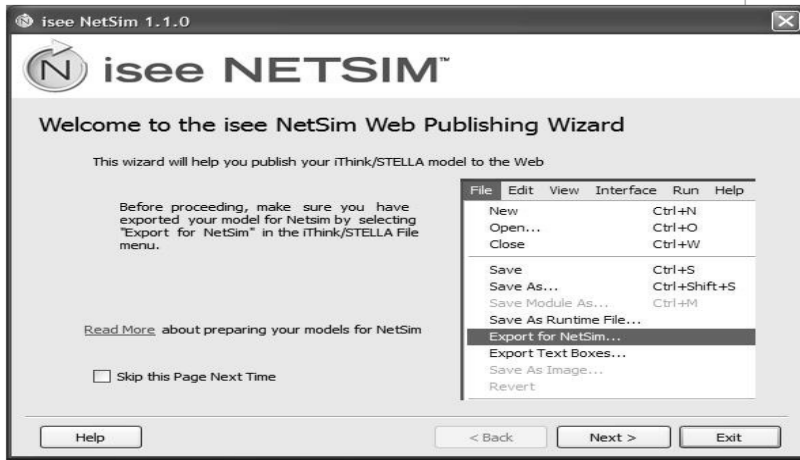 isee NetSim 1.1.0
N isee NETSIM™
Welcome to the isee NetSim Web Publishing Wizard
This wizard will help you publish your iThink/STELLA model to the Web
Before proceeding, make sure you have
exported your model for Netsim by selecting
"Export for NetSim" in the iThink/STELLA File
menu.
Read More about preparing your models for NetSim
Skip this Page Next Time
File Edit View Interface Run Help
New Ctrl+N
Open... Ctrl+O
Close Ctrl+W
Save Ctrl+S
Save As... Ctrl+Shift+S
Save Module As... Ctrl+M
Save As Runtime File...
Export for NetSim...
Export Text Boxes...
Save As Image...
Revert
Help < Back Next > Exit